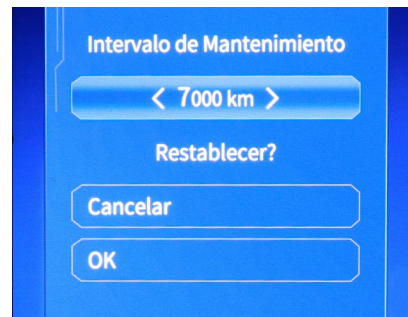 Intervalo de Mantenimiento
< 7000 km >
Restablecer?
Cancelar
OK